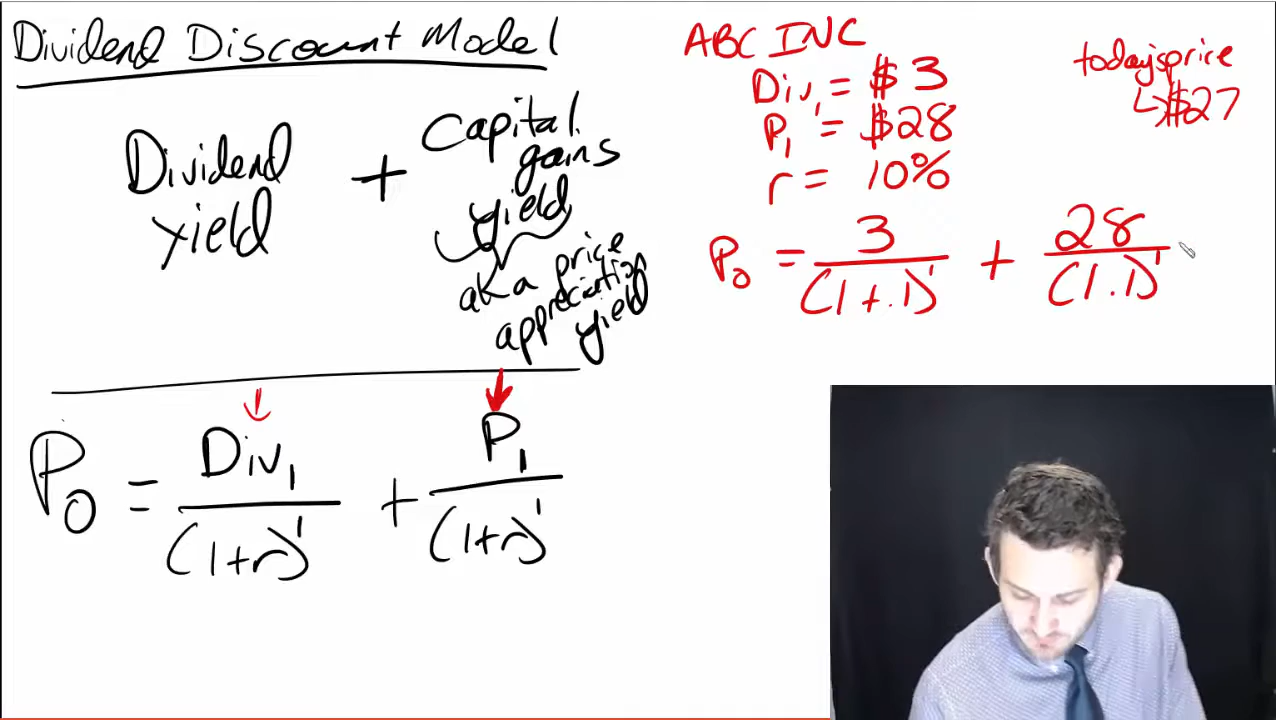 Dividend Discount Model
Dividend
yield
+
Capital
gains
yield
aka price
appreciation
yield
P₀ = Div₁/(1+r)¹ + P₁/(1+r)¹
ABC INC
Div₁ = $3
P₁ = $28
r = 10%
today's price
↳$27
P₀ = 3/(1+.1)¹ + 28/(1.1)¹